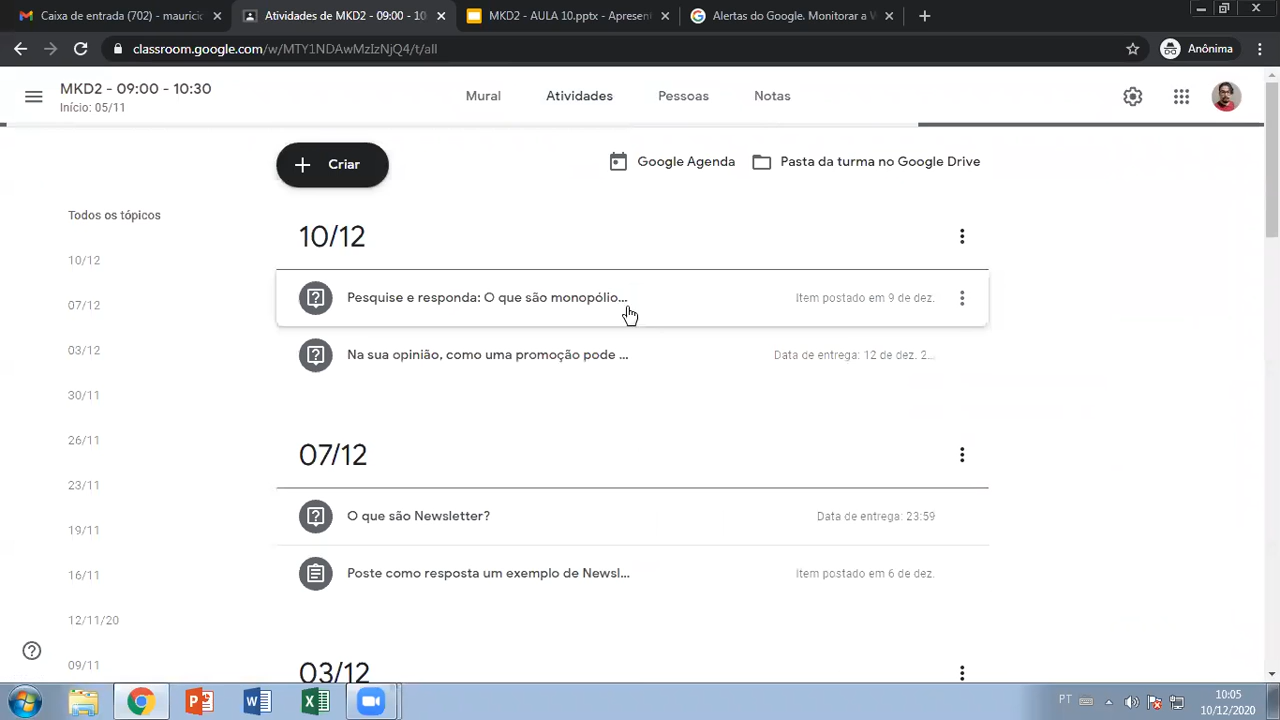 Caixa de entrada (702) - mauríci
Atividades de MKD2 - 09:00 - 10:
MKD2 - AULA 10.pptx - Apresent
Alertas do Google. Monitorar a W
classroom.google.com/w/MTY1NDAwMzIzNjQ4/t/all
Anônima
MKD2 - 09:00 - 10:30
Início: 05/11
Mural
Atividades
Pessoas
Notas
Criar
Google Agenda
Pasta da turma no Google Drive
Todos os tópicos
10/12
07/12
03/12
30/11
26/11
23/11
19/11
16/11
12/11/20
09/11
10/12
Pesquise e responda: O que são monopólio...
Item postado em 9 de dez.
Na sua opinião, como uma promoção pode ...
Data de entrega: 12 de dez. 2...
07/12
O que são Newsletter?
Data de entrega: 23:59
Poste como resposta um exemplo de Newsl...
Item postado em 6 de dez.
03/12
PT
10:05
10/12/2020